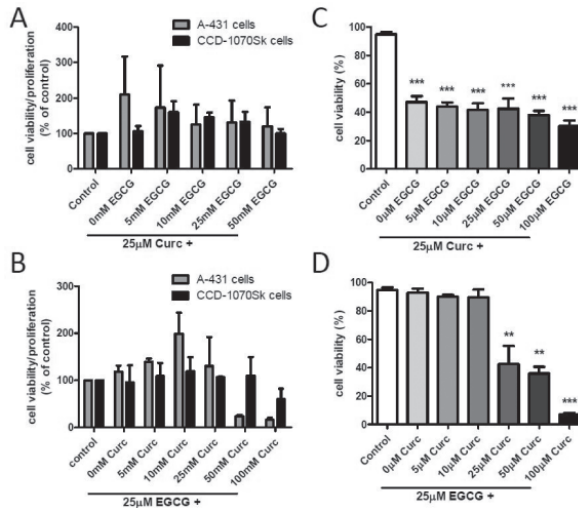 A
A-431 cells
CCD-1070Sk cells
cell viability/proliferation
(% of control)
400
300
200
100
0
Control
0mM EGCG
5mM EGCG
10mM EGCG
25mM EGCG
50mM EGCG
25µM Curc +
B
A-431 cells
CCD-1070Sk cells
cell viability/proliferation
(% of control)
300
200
100
0
control
0mM Curc
5mM Curc
10mM Curc
25mM Curc
50mM Curc
100mM Curc
25µM EGCG +
C
cell viability (%)
100
80
60
40
20
0
***
***
***
***
***
***
Control
0µM EGCG
5µM EGCG
10µM EGCG
25µM EGCG
50µM EGCG
100µM EGCG
25µM Curc +
D
cell viability (%)
100
80
60
40
20
0
**
**
***
Control
0µM Curc
5µM Curc
10µM Curc
25µM Curc
50µM Curc
100µM Curc
25µM EGCG +